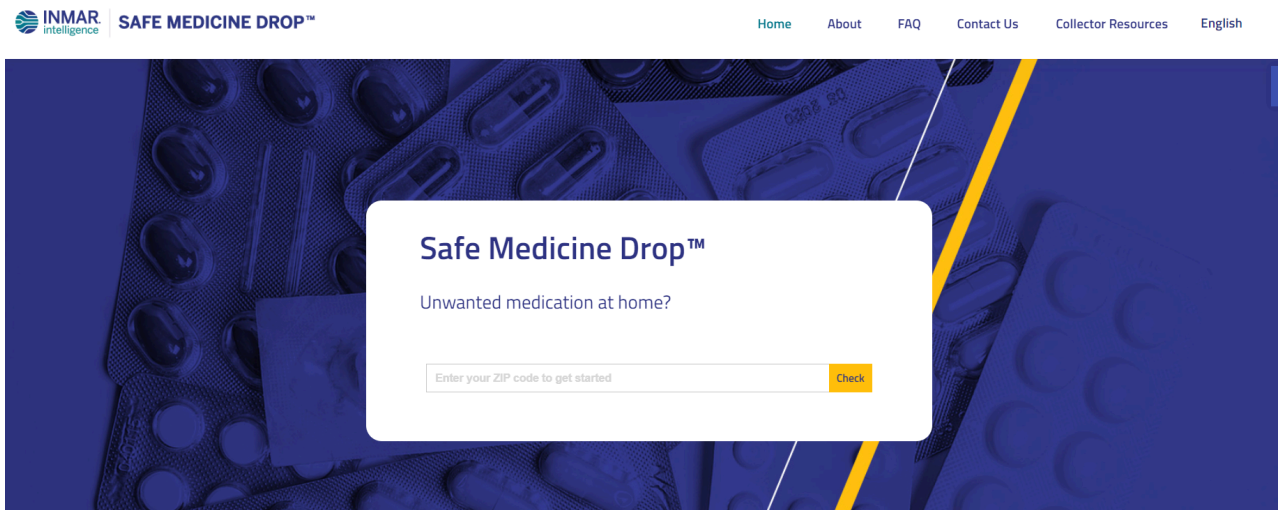 INMAR
intelligence
SAFE MEDICINE DROP™
Home About FAQ Contact Us Collector Resources English
Safe Medicine Drop™
Unwanted medication at home?
Enter your ZIP code to get started
Check